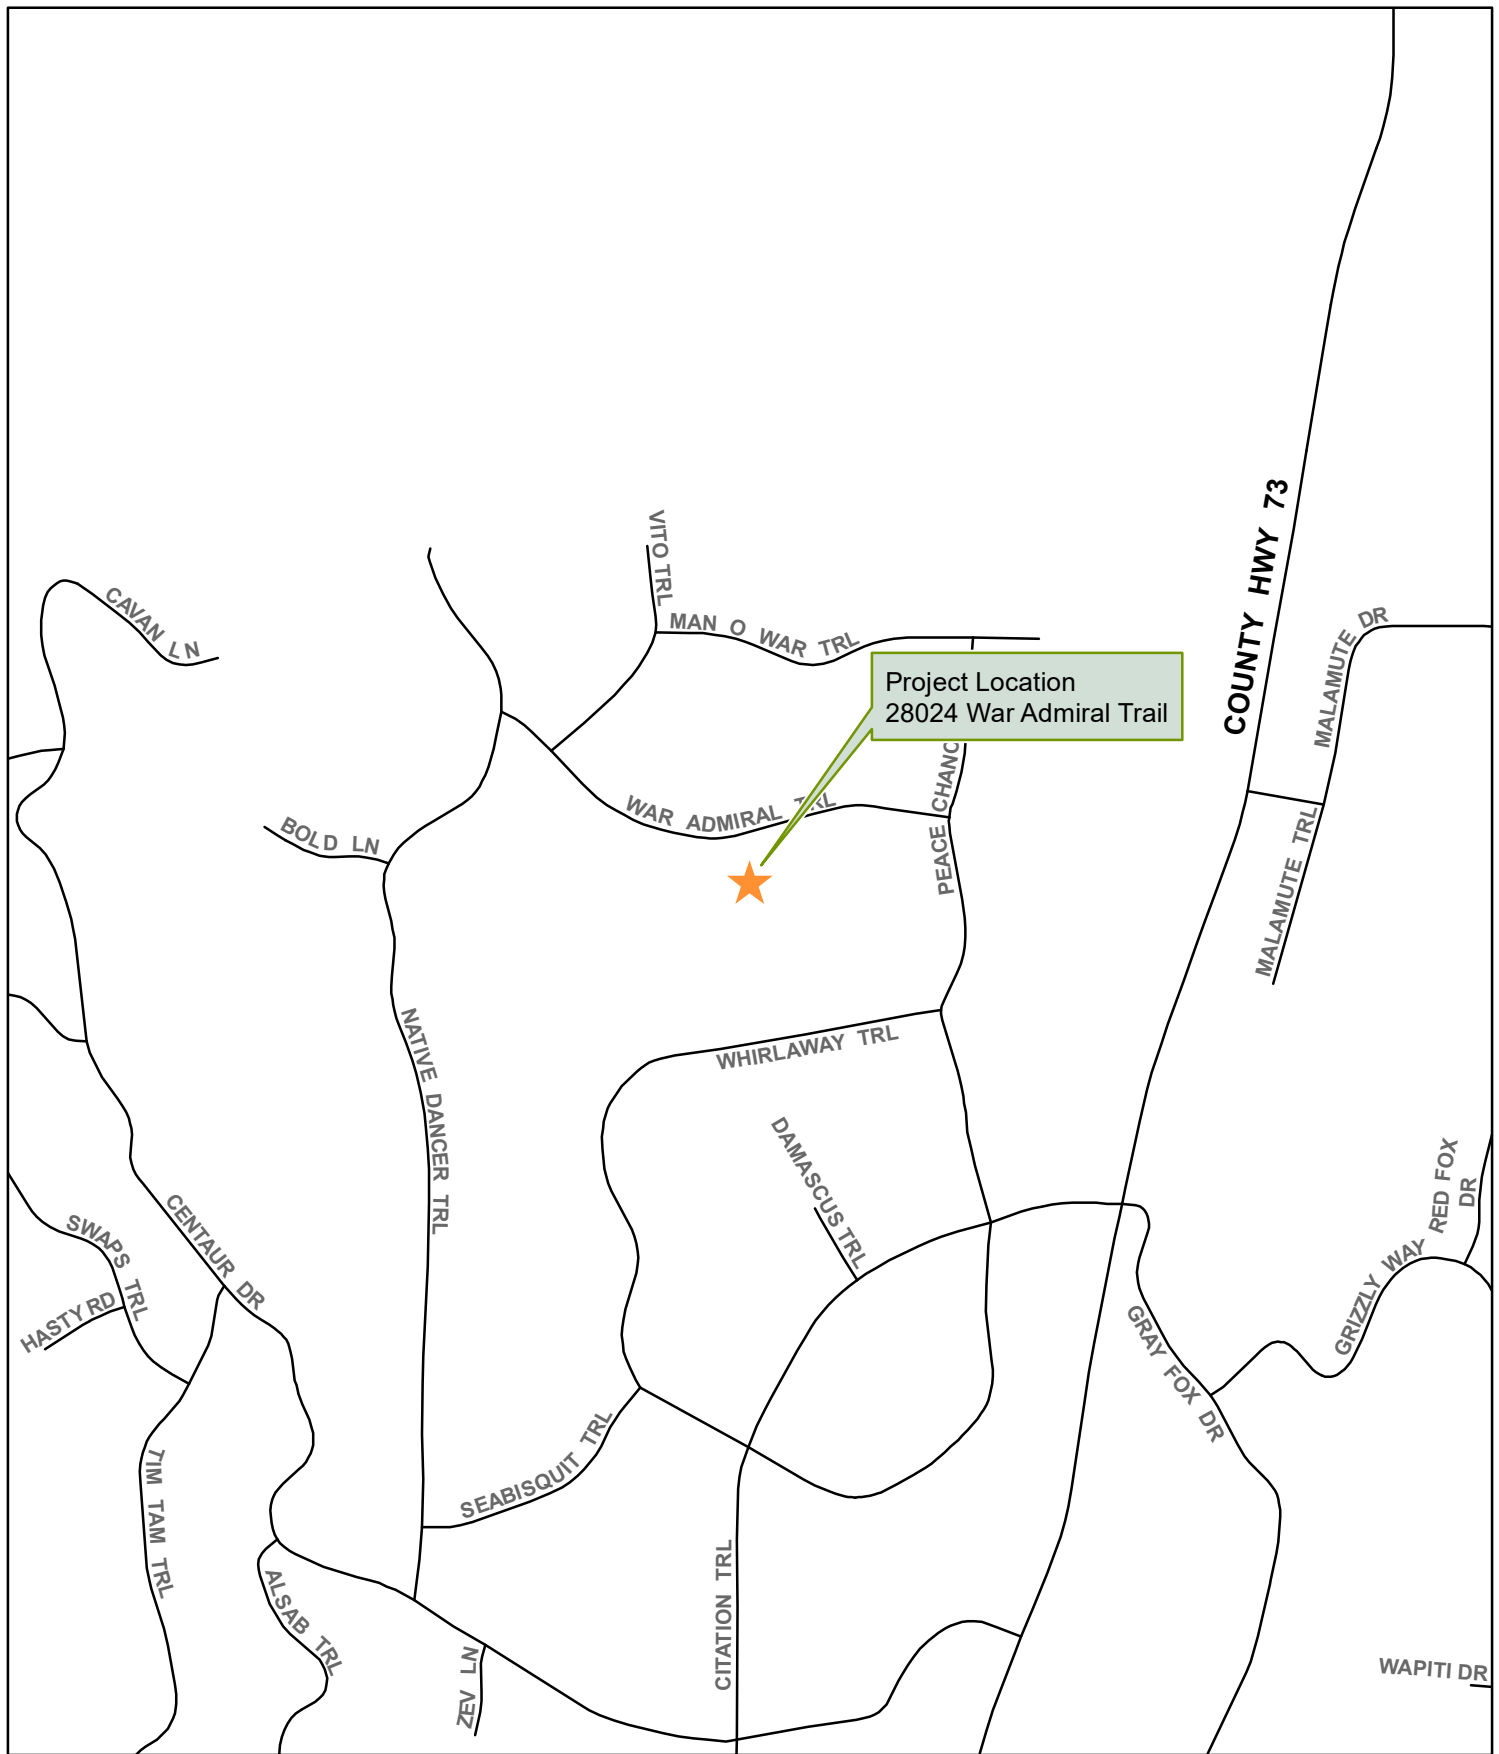 COUNTY HWY 73
VITO TRL
CAVAN LN
MAN O WAR TRL
MALAMUTE DR
Project Location
28024 War Admiral Trail
WAR ADMIRAL TRL
PEACE CHANC
BOLD LN
MALAMUTE TRL
NATIVE DANCER TRL
WHIRLAWAY TRL
DAMASCUS TRL
RED FOX
DR
CENTAUR DR
SWAPS TRL
HASTY RD
GRIZZLY WAY
GRAY FOX DR
SEABISQUIT TRL
TIM TAM TRL
CITATION TRL
ALSAB TRL
ZEV LN
WAPITI DR